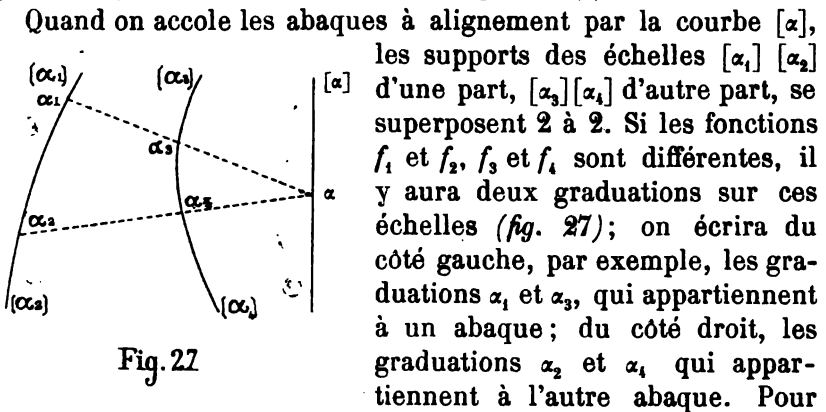 Quand on accole les abaques à alignement par la courbe [α],
les supports des échelles [α₁] [α₂]
d'une part, [α₃][α₄] d'autre part, se
superposent 2 à 2. Si les fonctions
f₁ et f₂, f₃ et f₄ sont différentes, il
y aura deux graduations sur ces
échelles (fig. 27); on écrira du
côté gauche, par exemple, les gra-
duations α₁ et α₃, qui appartiennent
à un abaque; du côté droit, les
graduations α₂ et α₄ qui appar-
tiennent à l'autre abaque. Pour
[α₁)
[α₃)
[α]
α₁
α₃
α
α₂
[α₂)
Fig. 27